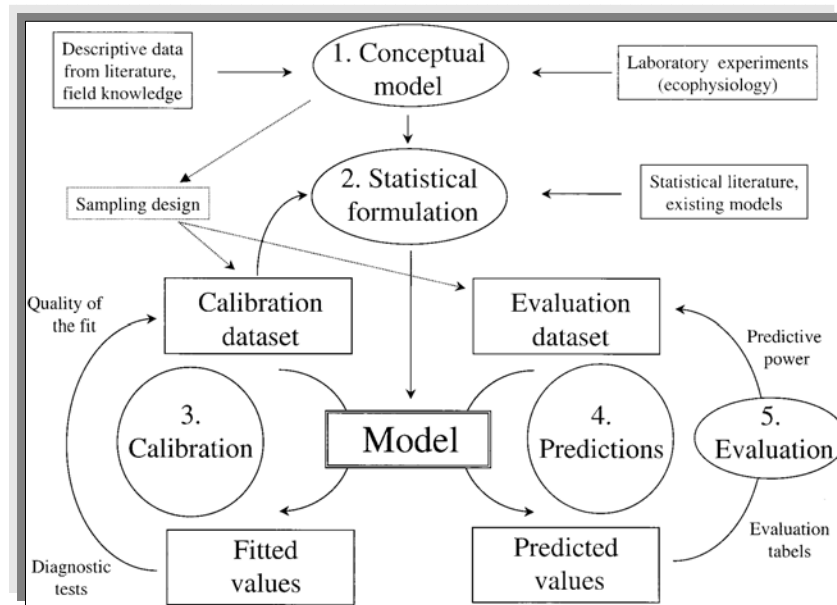 Descriptive data
from literature,
field knowledge
1. Conceptual
model
Laboratory experiments
(ecophysiology)
Sampling design
2. Statistical
formulation
Statistical literature,
existing models
Quality of
the fit
Calibration
dataset
Evaluation
dataset
Predictive
power
3.
Calibration
Model
4.
Predictions
5.
Evaluation
Diagnostic
tests
Fitted
values
Predicted
values
Evaluation
tabels